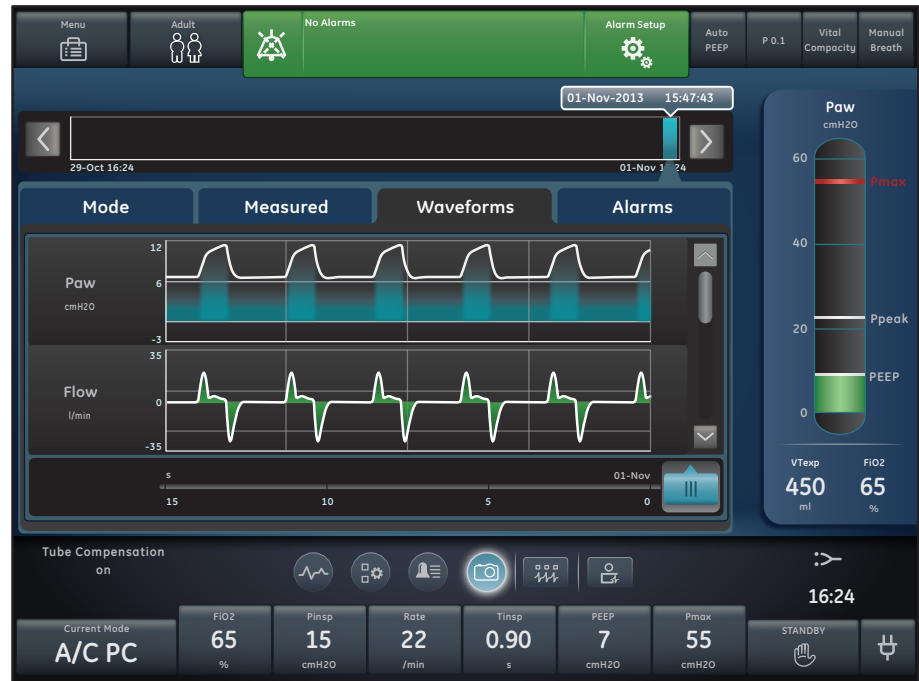 Menu
Adult
No Alarms
Alarm Setup
Auto
PEEP
P 0.1
Vital
Compacity
Manual
Breath
01-Nov-2013 15:47:43
29-Oct 16:24
01-Nov 16:24
Mode
Measured
Waveforms
Alarms
Paw
cmH2O
12
6
-3
Flow
l/min
35
0
-35
s
01-Nov
15
10
5
0
Paw
cmH2O
60
Pmax
40
20
Ppeak
PEEP
0
VTexp
450
ml
FiO2
65
%
Tube Compensation
on
16:24
Current Mode
A/C PC
FiO2
65
%
Pinsp
15
cmH2O
Rate
22
/min
Tinsp
0.90
s
PEEP
7
cmH2O
Pmax
55
cmH2O
STANDBY